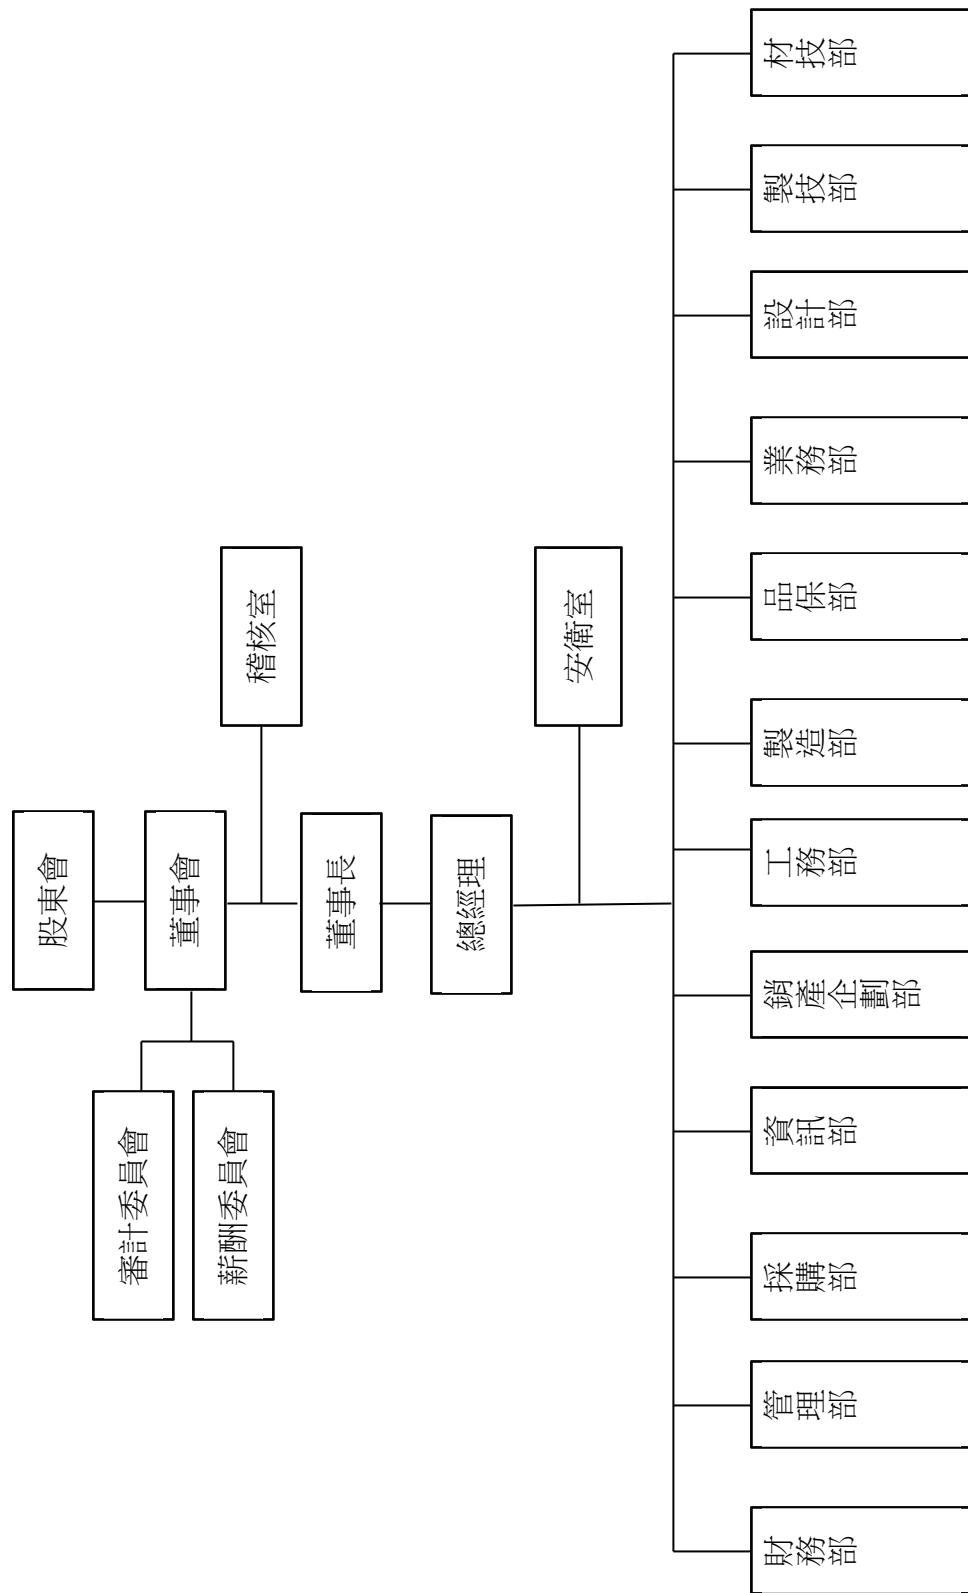 股東會
董事會
審計委員會
薪酬委員會
稽核室
董事長
總經理
安衛室
財務部
管理部
採購部
資訊部
銷產企劃部
工務部
製造部
品保部
業務部
設計部
製技部
材技部